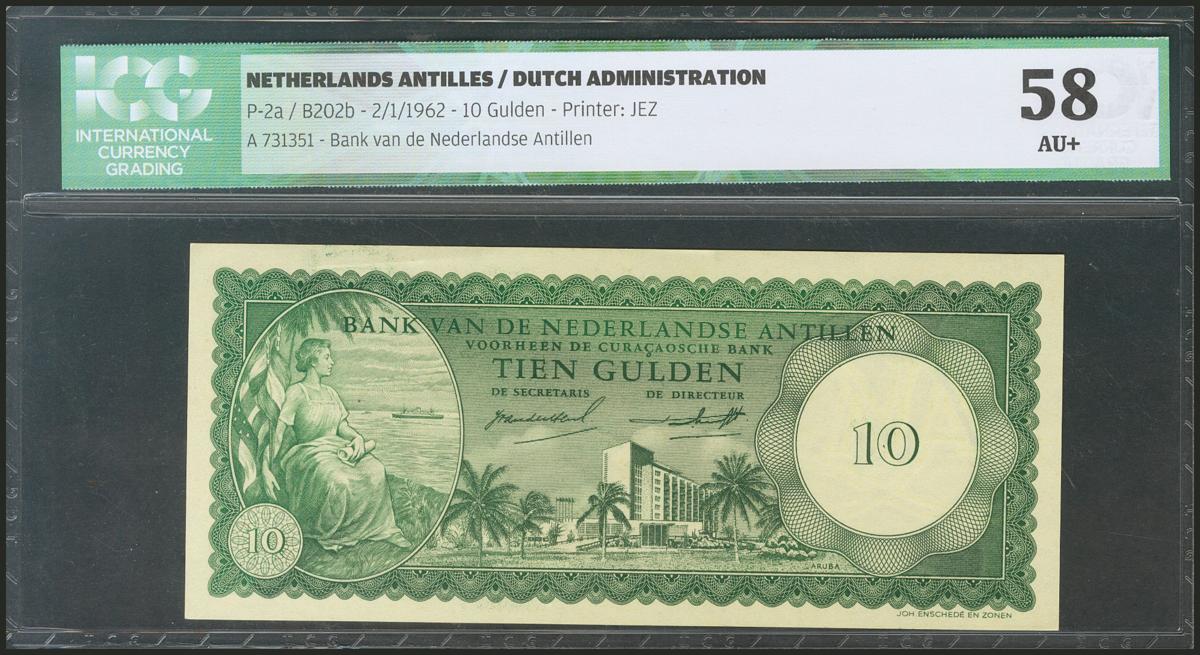 ICG
INTERNATIONAL
CURRENCY
GRADING
NETHERLANDS ANTILLES / DUTCH ADMINISTRATION
P-2a / B202b - 2/1/1962 - 10 Gulden - Printer: JEZ
A 731351 - Bank van de Nederlandse Antillen
58
AU+
BANK VAN DE NEDERLANDSE ANTILLEN
VOORHEEN DE CURAÇAOSCHE BANK
TIEN GULDEN
DE SECRETARIS DE DIRECTEUR
10
10
ARUBA
JOH. ENSCHEDÉ EN ZONEN